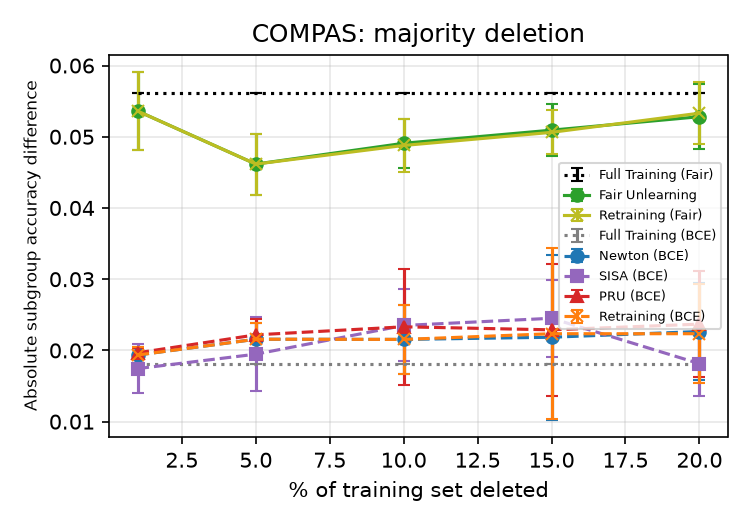 COMPAS: majority deletion
Absolute subgroup accuracy difference
0.06
0.05
0.04
0.03
0.02
0.01
Full Training (Fair)
Fair Unlearning
Retraining (Fair)
Full Training (BCE)
Newton (BCE)
SISA (BCE)
PRU (BCE)
Retraining (BCE)
2.5 5.0 7.5 10.0 12.5 15.0 17.5 20.0
% of training set deleted